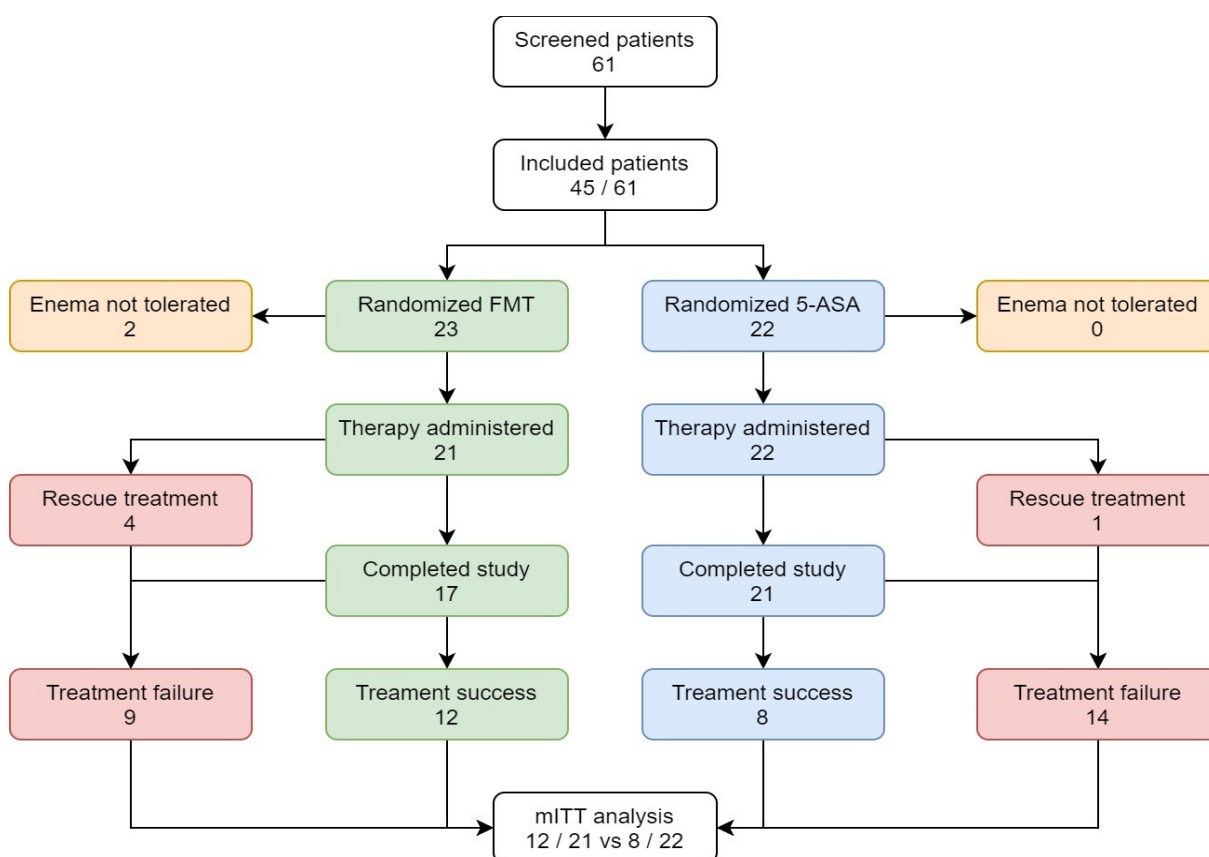 Screened patients
61
Included patients
45 / 61
Enema not tolerated
2
Randomized FMT
23
Randomized 5-ASA
22
Enema not tolerated
0
Therapy administered
21
Therapy administered
22
Rescue treatment
4
Rescue treatment
1
Completed study
17
Completed study
21
Treatment failure
9
Treament success
12
Treament success
8
Treatment failure
14
mITT analysis
12 / 21 vs 8 / 22